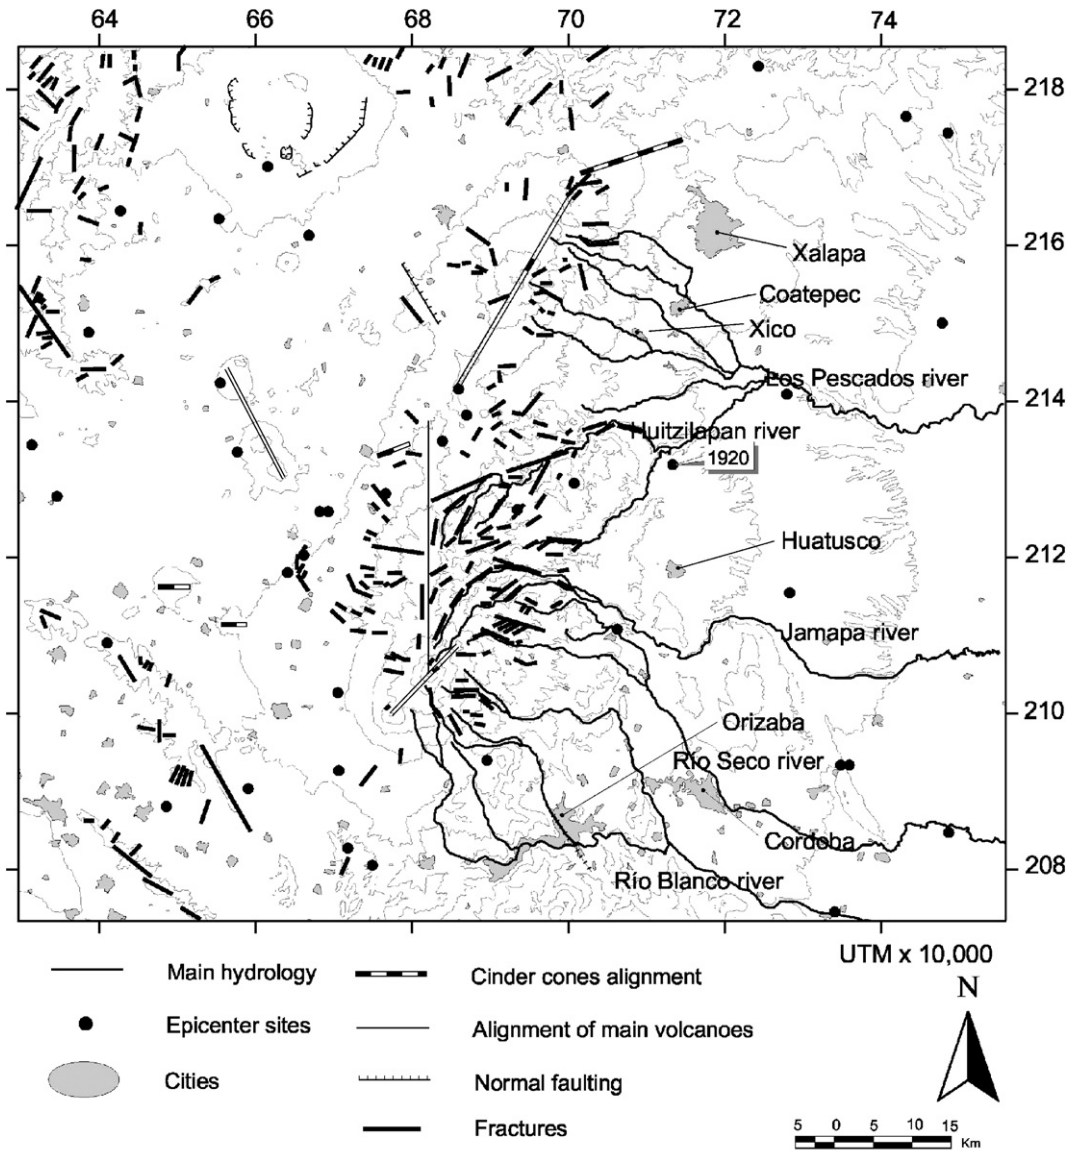 64 66 68 70 72 74
218
216
Xalapa
Coatepec
Xico
Los Pescados river
214
Huitzilapan river
1920
Huatusco
212
Jamapa river
210
Orizaba
Río Seco river
Cordoba
208
Río Blanco river
UTM x 10,000
Main hydrology
Cinder cones alignment
N
Epicenter sites
Alignment of main volcanoes
Cities
Normal faulting
Fractures
5 0 5 10 15
Km